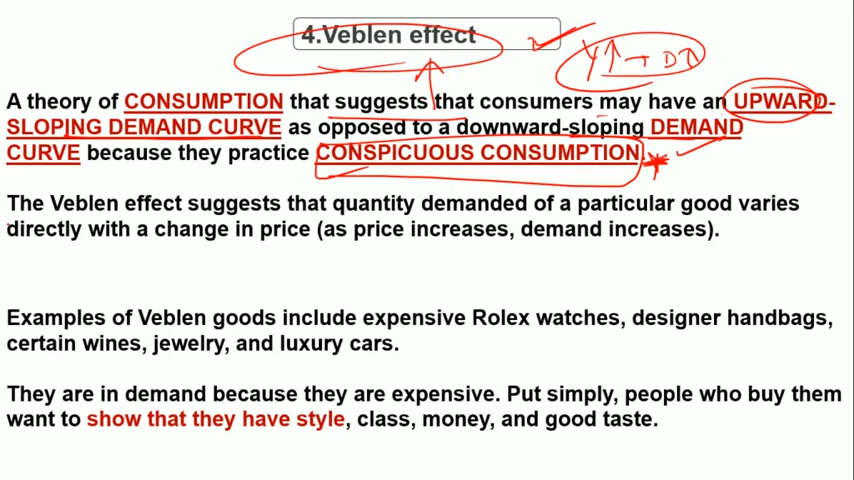 4.Veblen effect
Y↑ → D↑
A theory of CONSUMPTION that suggests that consumers may have an UPWARD-
SLOPING DEMAND CURVE as opposed to a downward-sloping DEMAND
CURVE because they practice CONSPICUOUS CONSUMPTION.
The Veblen effect suggests that quantity demanded of a particular good varies
directly with a change in price (as price increases, demand increases).
Examples of Veblen goods include expensive Rolex watches, designer handbags,
certain wines, jewelry, and luxury cars.
They are in demand because they are expensive. Put simply, people who buy them
want to show that they have style, class, money, and good taste.